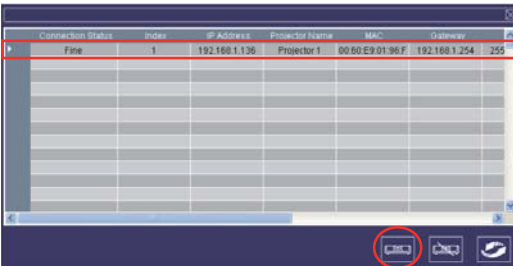 Connection Status Index IP Address Projector Name MAC Gateway
Fine 1 192.168.1.136 Projector 1 00:60:E9:01:96:F 192.168.1.254 255